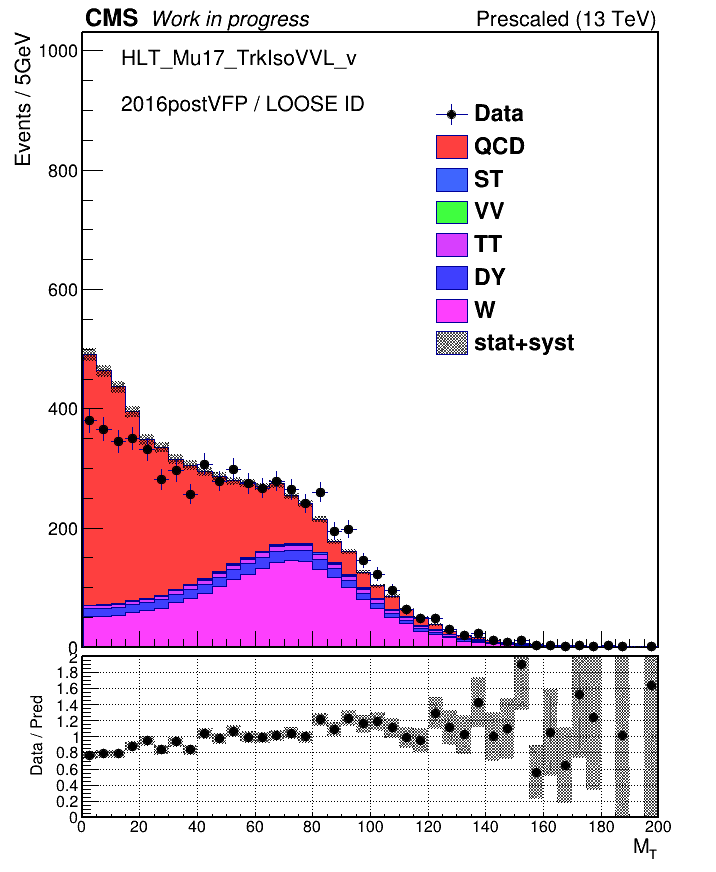 CMS Work in progress Prescaled (13 TeV)
Events / 5GeV
1000
800
600
400
200
0
HLT_Mu17_TrkIsoVVL_v
2016postVFP / LOOSE ID
Data
QCD
ST
VV
TT
DY
W
stat+syst
Data / Pred
2
1.8
1.6
1.4
1.2
1
0.8
0.6
0.4
0.2
0
0 20 40 60 80 100 120 140 160 180 200
M_T